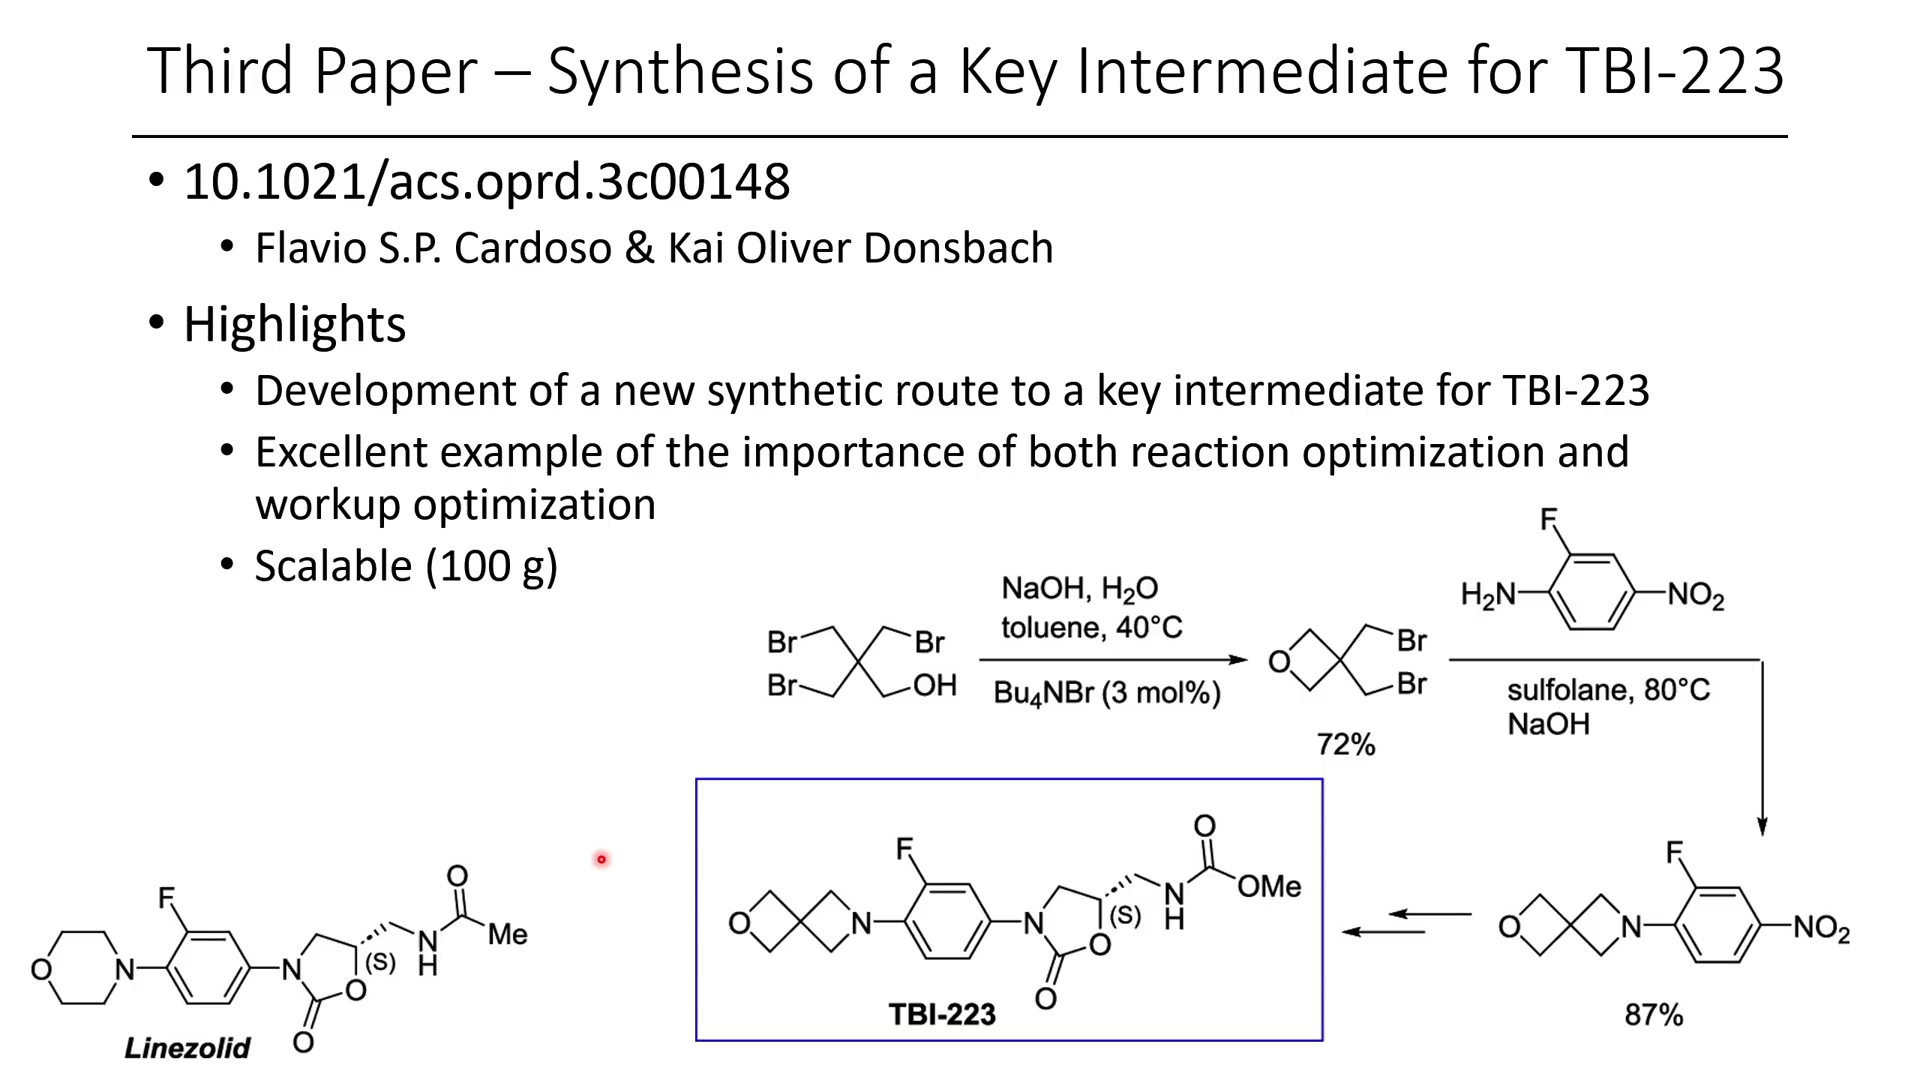 Third Paper – Synthesis of a Key Intermediate for TBI-223
• 10.1021/acs.oprd.3c00148
• Flavio S.P. Cardoso & Kai Oliver Donsbach
• Highlights
• Development of a new synthetic route to a key intermediate for TBI-223
• Excellent example of the importance of both reaction optimization and
workup optimization
• Scalable (100 g)
Br
Br
Br
OH
NaOH, H₂O
toluene, 40°C
Bu₄NBr (3 mol%)
O
Br
Br
72%
F
H₂N
NO₂
sulfolane, 80°C
NaOH
O
N
F
NO₂
87%
O
N
F
N
O
O
(S)
N
H
O
OMe
TBI-223
O
N
F
N
O
O
(S)
N
H
O
Me
Linezolid